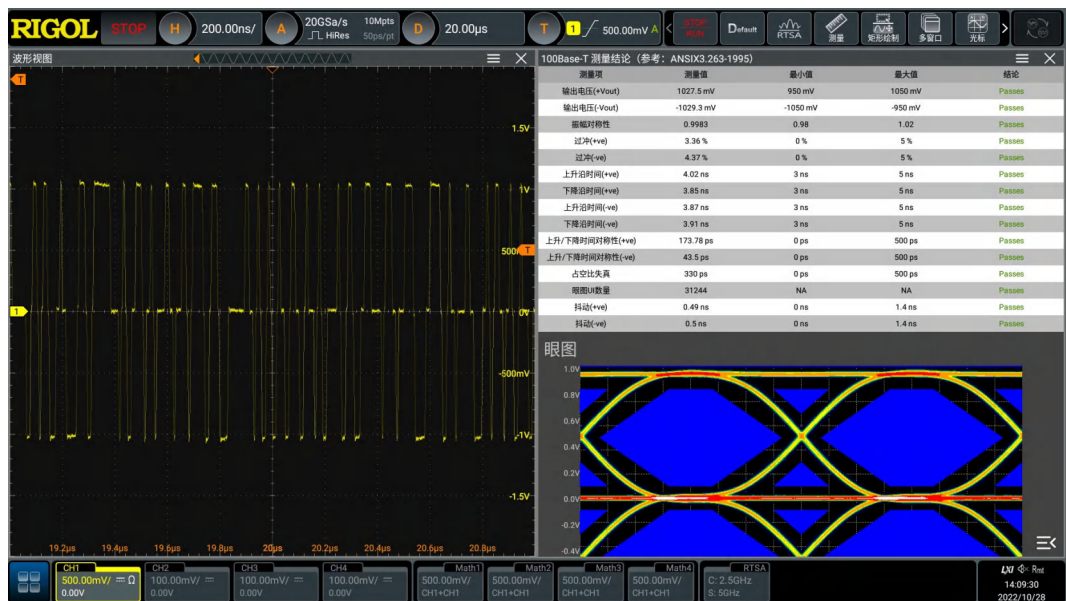 RIGOL STOP H 200.00ns/ A 20GSa/s 10Mpts D 20.00μs T 1 500.00mV A STOP Default RTSA 测量 矩形绘制 多窗口 光标
HiRes 50ps/pt RUN
波形视图
T
1.5V
1V
500m T
1 0V
-500mV
-1V
-1.5V
19.2μs 19.4μs 19.6μs 19.8μs 20μs 20.2μs 20.4μs 20.6μs 20.8μs
100Base-T 测量结论（参考：ANSIX3.263-1995）
测量项 测量值 最小值 最大值 结论
输出电压(+Vout) 1027.5 mV 950 mV 1050 mV Passes
输出电压(-Vout) -1029.3 mV -1050 mV -950 mV Passes
振幅对称性 0.9983 0.98 1.02 Passes
过冲(+ve) 3.36 % 0 % 5 % Passes
过冲(-ve) 4.37 % 0 % 5 % Passes
上升沿时间(+ve) 4.02 ns 3 ns 5 ns Passes
下降沿时间(+ve) 3.85 ns 3 ns 5 ns Passes
上升沿时间(-ve) 3.87 ns 3 ns 5 ns Passes
下降沿时间(-ve) 3.91 ns 3 ns 5 ns Passes
上升/下降时间对称性(+ve) 173.78 ps 0 ps 500 ps Passes
上升/下降时间对称性(-ve) 43.5 ps 0 ps 500 ps Passes
占空比失真 330 ps 0 ps 500 ps Passes
眼图UI数量 31244 NA NA Passes
抖动(+ve) 0.49 ns 0 ns 1.4 ns Passes
抖动(-ve) 0.5 ns 0 ns 1.4 ns Passes
眼图
1.0V
0.8V
0.6V
0.4V
0.2V
0.0V
-0.2V
-0.4V
CH1 CH2 CH3 CH4 Math1 Math2 Math3 Math4 RTSA LXI Rmt
500.00mV/ Ω 100.00mV/ 100.00mV/ 100.00mV/ 500.00mV/ 500.00mV/ 500.00mV/ 500.00mV/ C: 2.5GHz 14:09:30
0.00V 0.00V 0.00V 0.00V CH1+CH1 CH1+CH1 CH1+CH1 CH1+CH1 S: 5GHz 2022/10/28